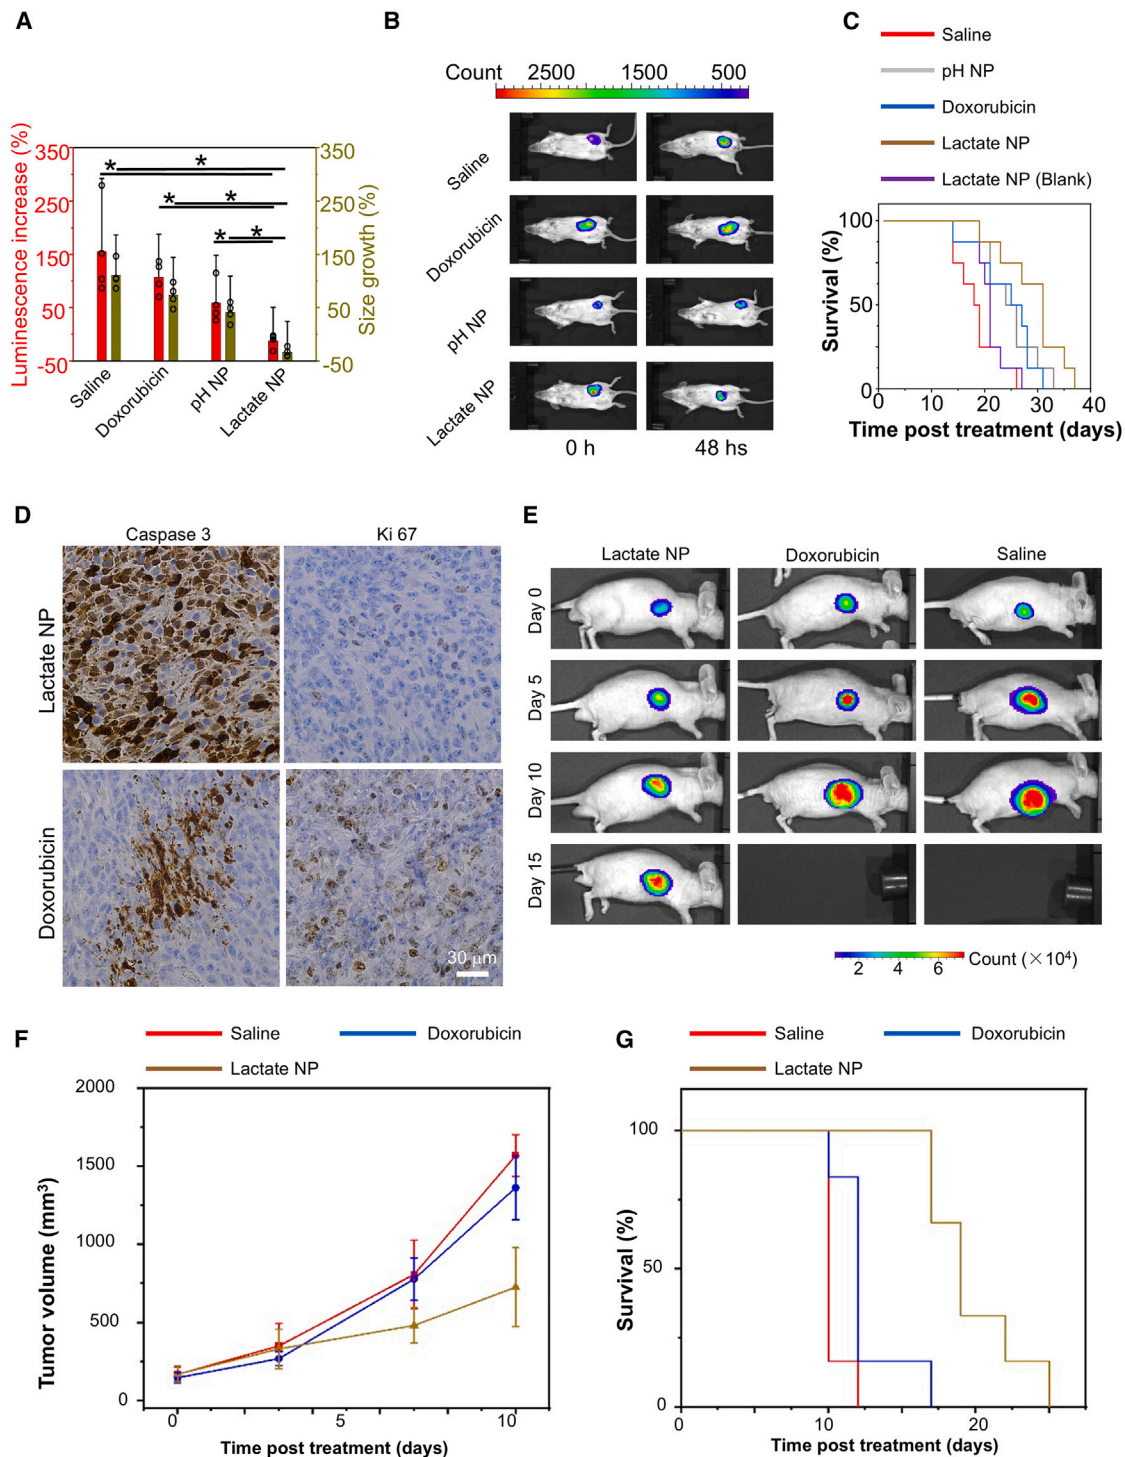 A
Luminescence increase (%)
350
250
150
50
-50
350
250
150
50
-50
Size growth (%)
* *
* *
* *
Saline
Doxorubicin
pH NP
Lactate NP
B
Count 2500 1500 500
Saline
Doxorubicin
pH NP
Lactate NP
0 h 48 hs
C
Saline
pH NP
Doxorubicin
Lactate NP
Lactate NP (Blank)
Survival (%)
100
50
0
0 10 20 30 40
Time post treatment (days)
D
Caspase 3 Ki 67
Lactate NP
Doxorubicin
30 μm
E
Lactate NP Doxorubicin Saline
Day 0
Day 5
Day 10
Day 15
2 4 6 Count (×10⁴)
F
Saline Doxorubicin
Lactate NP
Tumor volume (mm³)
2000
1500
1000
500
0
0 5 10
Time post treatment (days)
G
Saline Doxorubicin
Lactate NP
Survival (%)
100
50
0
0 10 20
Time post treatment (days)